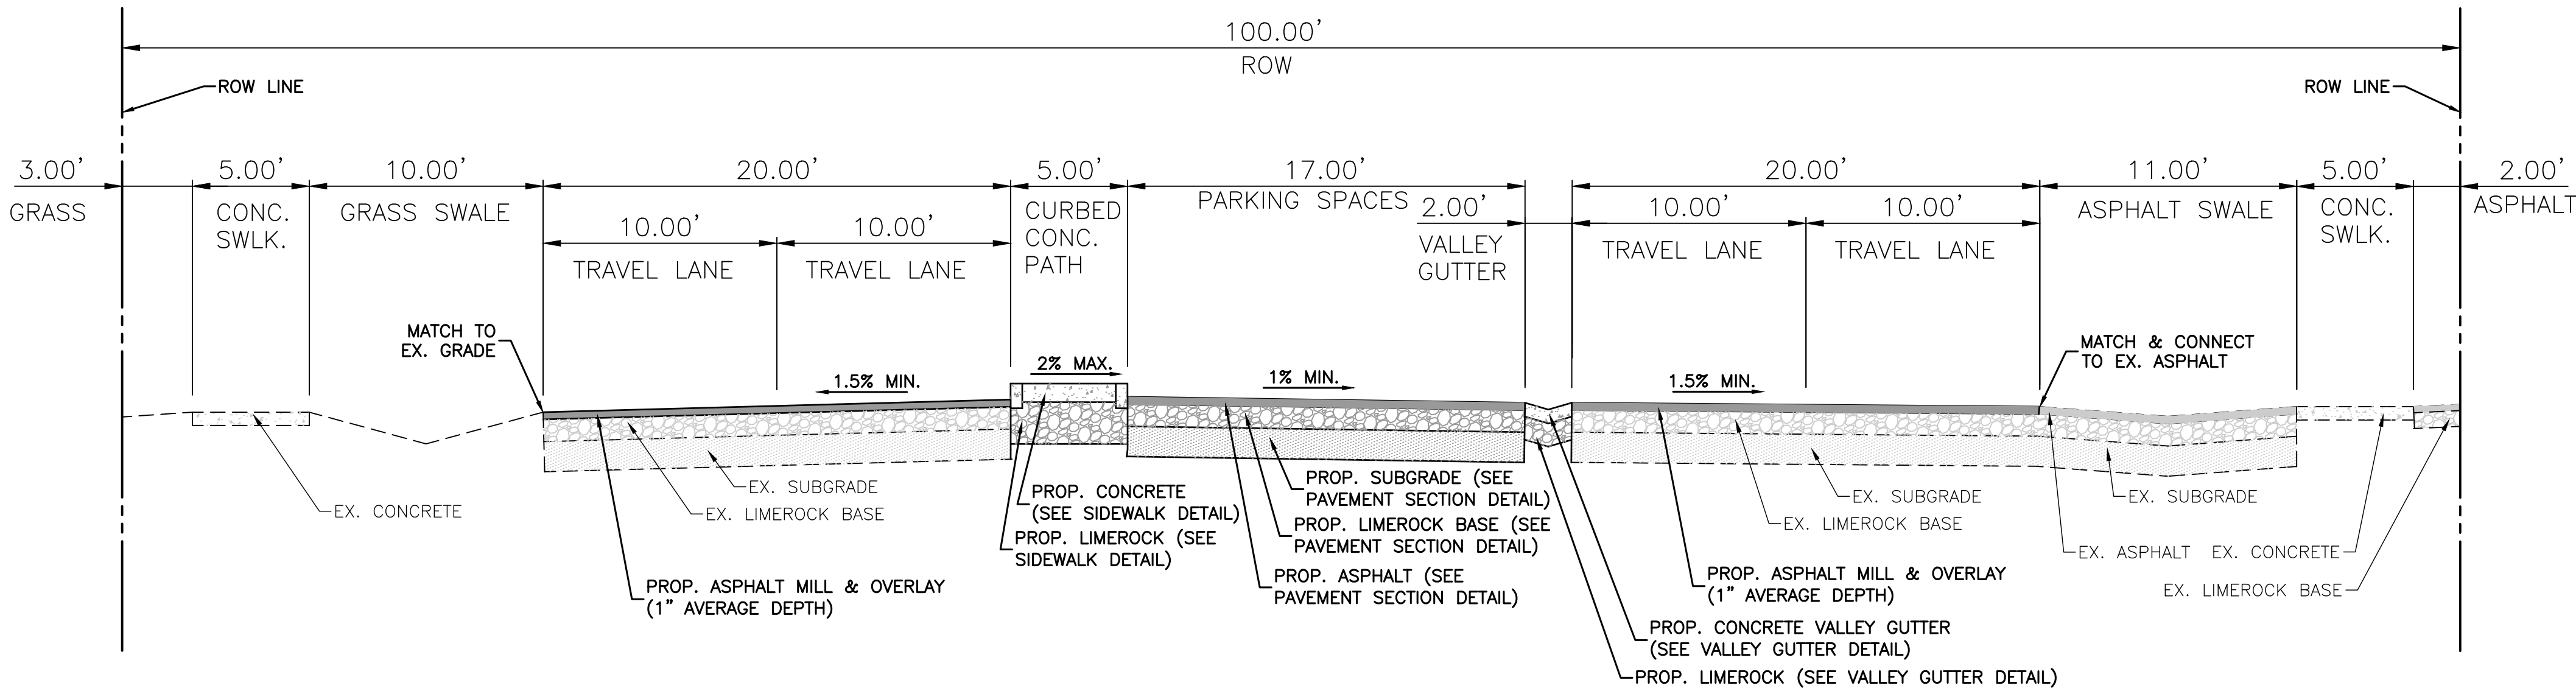 100.00'
ROW
ROW LINE
ROW LINE
3.00'
5.00'
10.00'
20.00'
5.00'
17.00'
20.00'
11.00'
5.00'
2.00'
GRASS
CONC.
SWLK.
GRASS SWALE
10.00'
10.00'
TRAVEL LANE
TRAVEL LANE
CURBED
CONC.
PATH
PARKING SPACES
2.00'
VALLEY
GUTTER
10.00'
10.00'
TRAVEL LANE
TRAVEL LANE
ASPHALT SWALE
CONC.
SWLK.
ASPHALT
MATCH TO
EX. GRADE
1.5% MIN.
2% MAX.
1% MIN.
1.5% MIN.
MATCH & CONNECT
TO EX. ASPHALT
EX. CONCRETE
EX. SUBGRADE
EX. LIMEROCK BASE
PROP. ASPHALT MILL & OVERLAY
(1" AVERAGE DEPTH)
PROP. CONCRETE
(SEE SIDEWALK DETAIL)
PROP. LIMEROCK (SEE
SIDEWALK DETAIL)
PROP. SUBGRADE (SEE
PAVEMENT SECTION DETAIL)
PROP. LIMEROCK BASE (SEE
PAVEMENT SECTION DETAIL)
PROP. ASPHALT (SEE
PAVEMENT SECTION DETAIL)
EX. SUBGRADE
EX. LIMEROCK BASE
PROP. ASPHALT MILL & OVERLAY
(1" AVERAGE DEPTH)
PROP. CONCRETE VALLEY GUTTER
(SEE VALLEY GUTTER DETAIL)
PROP. LIMEROCK (SEE VALLEY GUTTER DETAIL)
EX. SUBGRADE
EX. ASPHALT
EX. CONCRETE
EX. LIMEROCK BASE